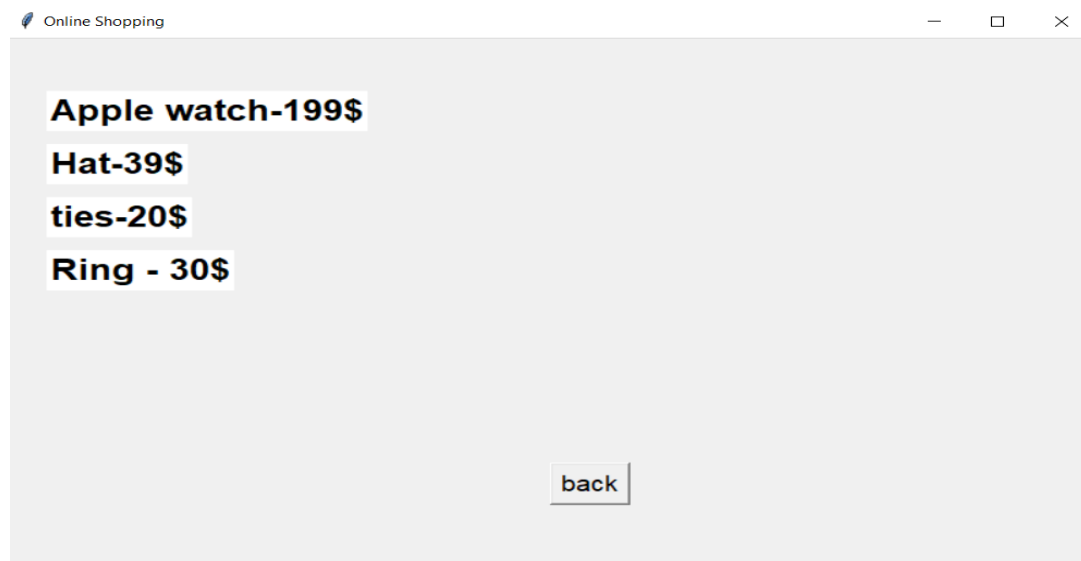 Online Shopping
Apple watch-199$
Hat-39$
ties-20$
Ring - 30$
back